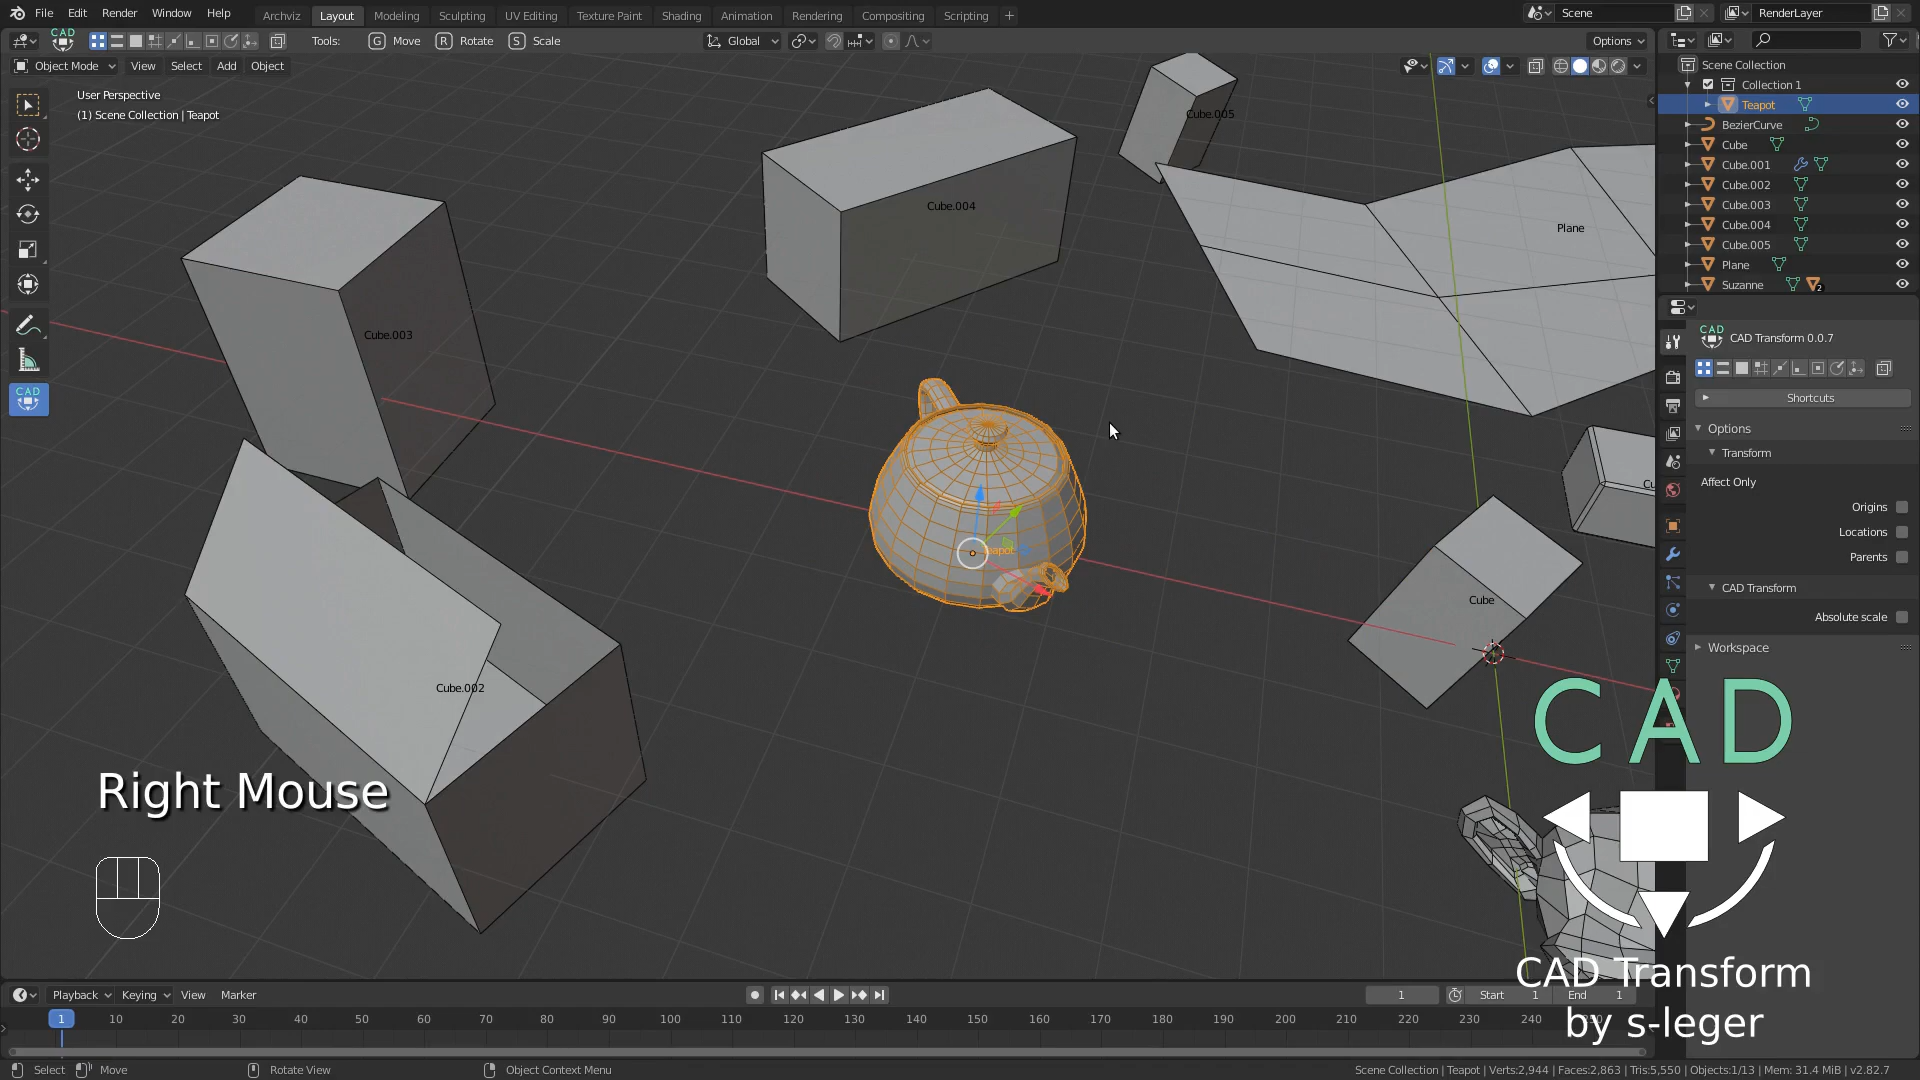 File Edit Render Window Help Archviz Layout Modeling Sculpting UV Editing Texture Paint Shading Animation Rendering Compositing Scripting + Scene RenderLayer
CAD Tools: G Move R Rotate S Scale Global Options
Object Mode View Select Add Object
User Perspective
(1) Scene Collection | Teapot
Scene Collection
Collection 1
Teapot
BezierCurve
Cube
Cube.001
Cube.002
Cube.003
Cube.004
Cube.005
Plane
Suzanne 2
Cube.005
Cube.004
Plane
Cube.003
Teapot
Cube
Cube.002
CAD
CAD
CAD Transform 0.0.7
Shortcuts
Options
Transform
Affect Only
Origins
Locations
Parents
CAD Transform
Absolute scale
Workspace
Right Mouse
CAD
CAD Transform
by s-leger
Playback Keying View Marker 1 Start 1 End 1
1 10 20 30 40 50 60 70 80 90 100 110 120 130 140 150 160 170 180 190 200 210 220 230 240
Select Move Rotate View Object Context Menu Scene Collection | Teapot | Verts:2,944 | Faces:2,863 | Tris:5,550 | Objects:1/13 | Mem: 31.4 MiB | v2.82.7